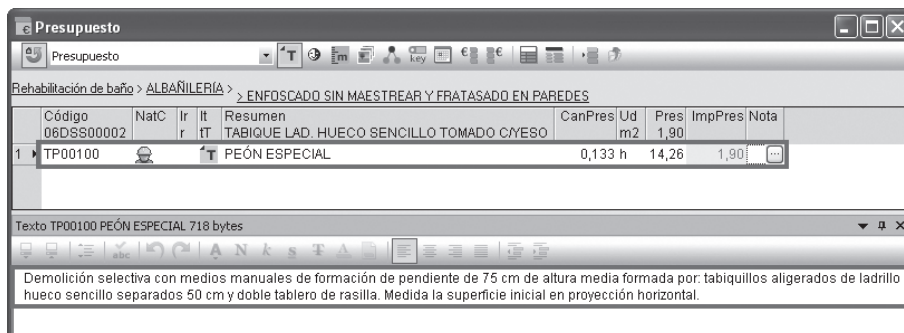 Presupuesto
Presupuesto
Rehabilitación de baño > ALBAÑILERÍA > > ENFOSCADO SIN MAESTREAR Y FRATASADO EN PAREDES
Código NatC Ir It Resumen CanPres Ud Pres ImpPres Nota
06DSS00002 r tT TABIQUE LAD. HUECO SENCILLO TOMADO C/YESO m2 1,90
1 TP00100 T PEÓN ESPECIAL 0,133 h 14,26 1,90 ...
Texto TP00100 PEÓN ESPECIAL 718 bytes
abc A N k s T A
Demolición selectiva con medios manuales de formación de pendiente de 75 cm de altura media formada por: tabiquillos aligerados de ladrillo
hueco sencillo separados 50 cm y doble tablero de rasilla. Medida la superficie inicial en proyección horizontal.